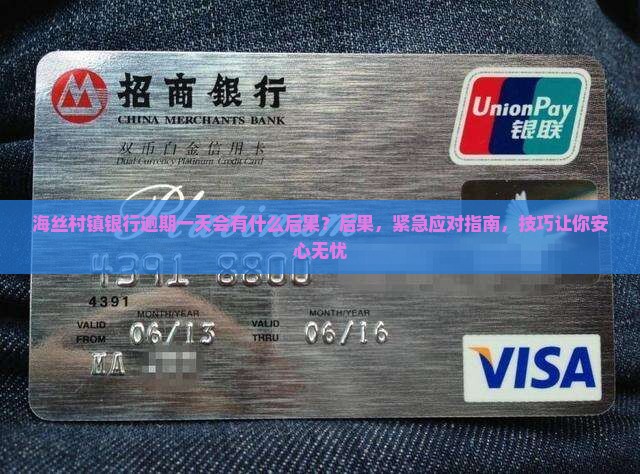 招商银行
CHINA MERCHANTS BANK
双币白金信用卡
Dual Currency Platinum Credit Card
UnionPay
银联
Platinum
海丝村镇银行逾期一天会有什么后果？后果，紧急应对指南，技巧让你安
心无忧
4391 8800
4391
MONTH/YEAR MONTH/YEAR
VALID FROM 06/13 VALID THRU 06/16
MA
VISA